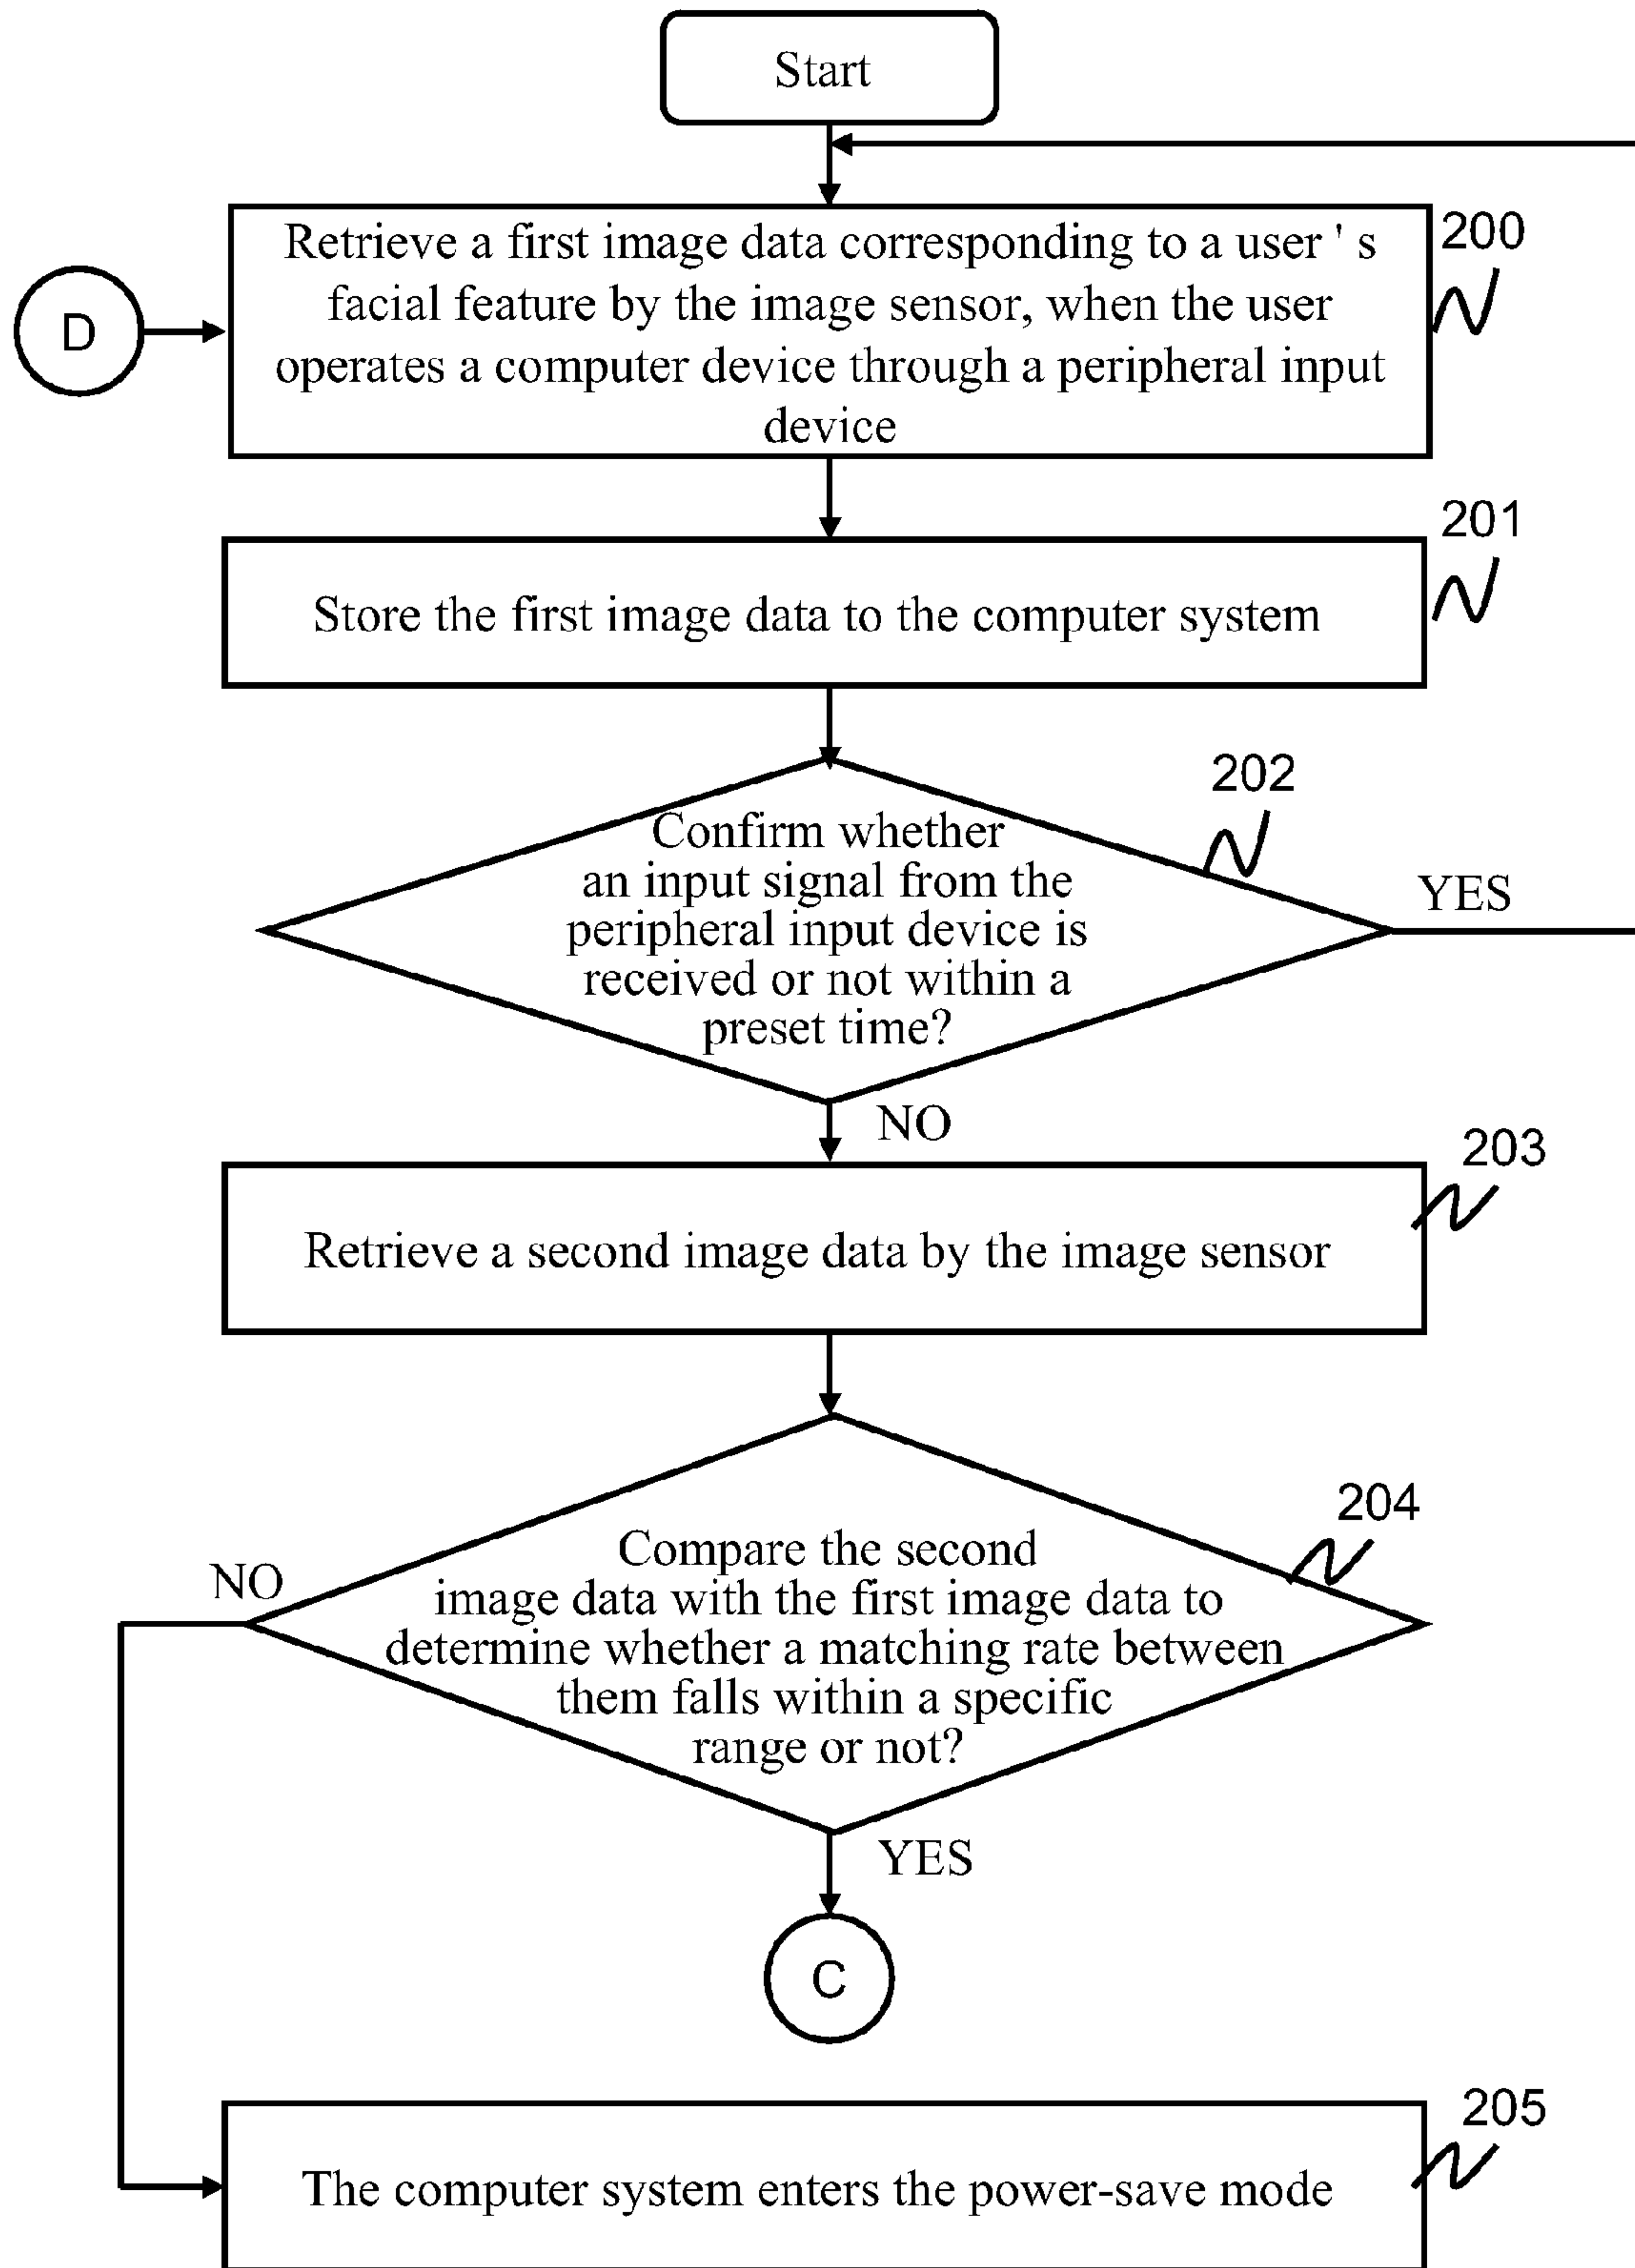 Start
Retrieve a first image data corresponding to a user ' s
facial feature by the image sensor, when the user
operates a computer device through a peripheral input
device
200
D
201
Store the first image data to the computer system
202
Confirm whether
an input signal from the
peripheral input device is
received or not within a
preset time?
YES
NO
203
Retrieve a second image data by the image sensor
204
Compare the second
image data with the first image data to
determine whether a matching rate between
them falls within a specific
range or not?
NO
YES
C
205
The computer system enters the power-save mode